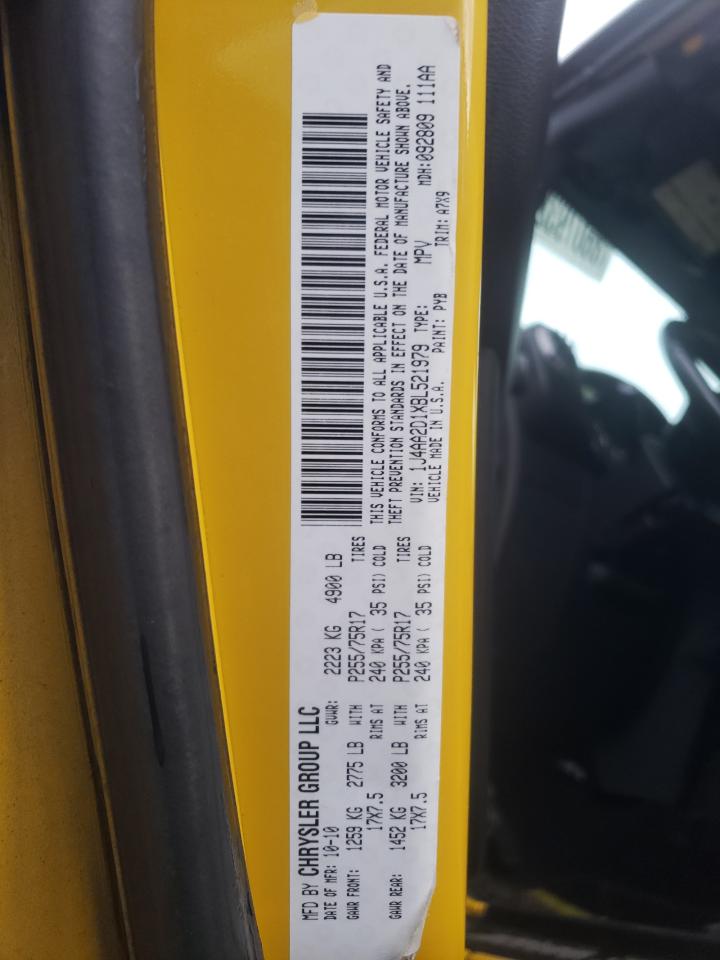 MFD BY CHRYSLER GROUP LLC
DATE OF MFR: 10-10 GVWR: 2223 KG 4900 LB
GAWR FRONT: 1259 KG 2775 LB WITH P255/75R17 TIRES
17X7.5 RIMS AT 240 KPA ( 35 PSI) COLD
GAWR REAR: 1452 KG 3200 LB WITH P255/75R17 TIRES
17X7.5 RIMS AT 240 KPA ( 35 PSI) COLD
THIS VEHICLE CONFORMS TO ALL APPLICABLE U.S.A. FEDERAL MOTOR VEHICLE SAFETY AND
THEFT PREVENTION STANDARDS IN EFFECT ON THE DATE OF MANUFACTURE SHOWN ABOVE.
VIN: 1J4AA2D1XBL521979 TYPE: MPV MDH: 092809 111AA
VEHICLE MADE IN U.S.A. PAINT: PYB TRIM: A7X9